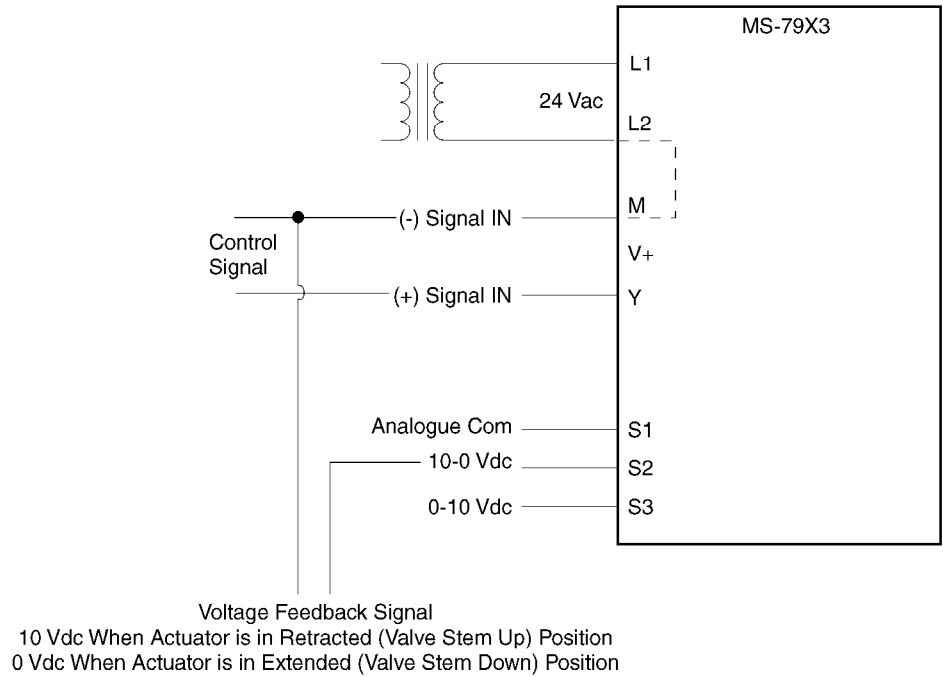 MS-79X3
L1
24 Vac
L2
M
(-) Signal IN
Control
Signal
V+
(+) Signal IN
Y
Analogue Com
S1
10-0 Vdc
S2
0-10 Vdc
S3
Voltage Feedback Signal
10 Vdc When Actuator is in Retracted (Valve Stem Up) Position
0 Vdc When Actuator is in Extended (Valve Stem Down) Position